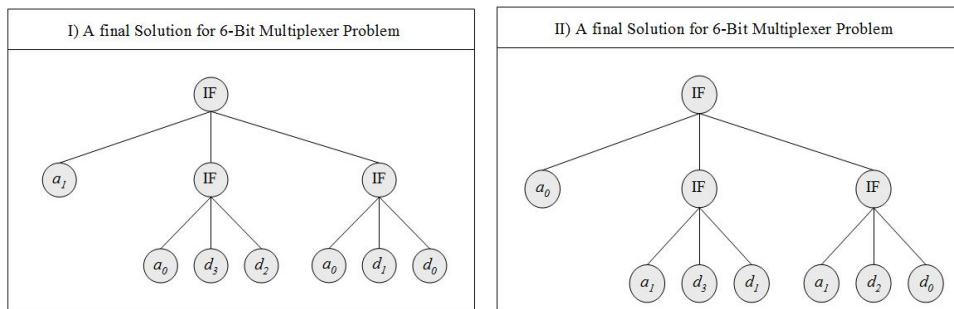 I) A final Solution for 6-Bit Multiplexer Problem
IF
a1 IF IF
a0 d3 d2 a0 d1 d0
II) A final Solution for 6-Bit Multiplexer Problem
IF
a0 IF IF
a1 d3 d1 a1 d2 d0